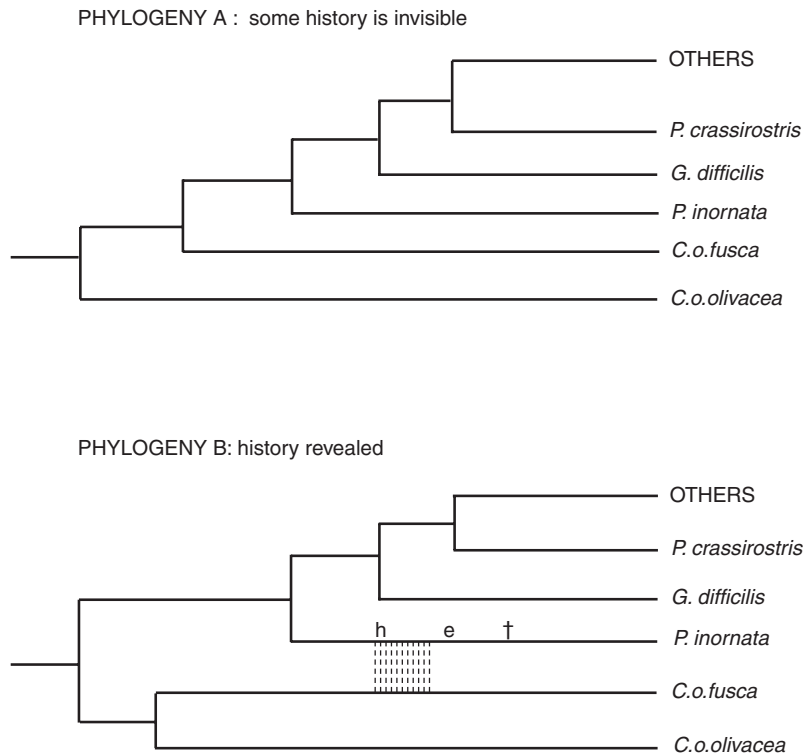 PHYLOGENY A : some history is invisible
OTHERS
P. crassirostris
G. difficilis
P. inornata
C.o.fusca
C.o.olivacea
PHYLOGENY B: history revealed
OTHERS
P. crassirostris
G. difficilis
h e †
P. inornata
C.o.fusca
C.o.olivacea